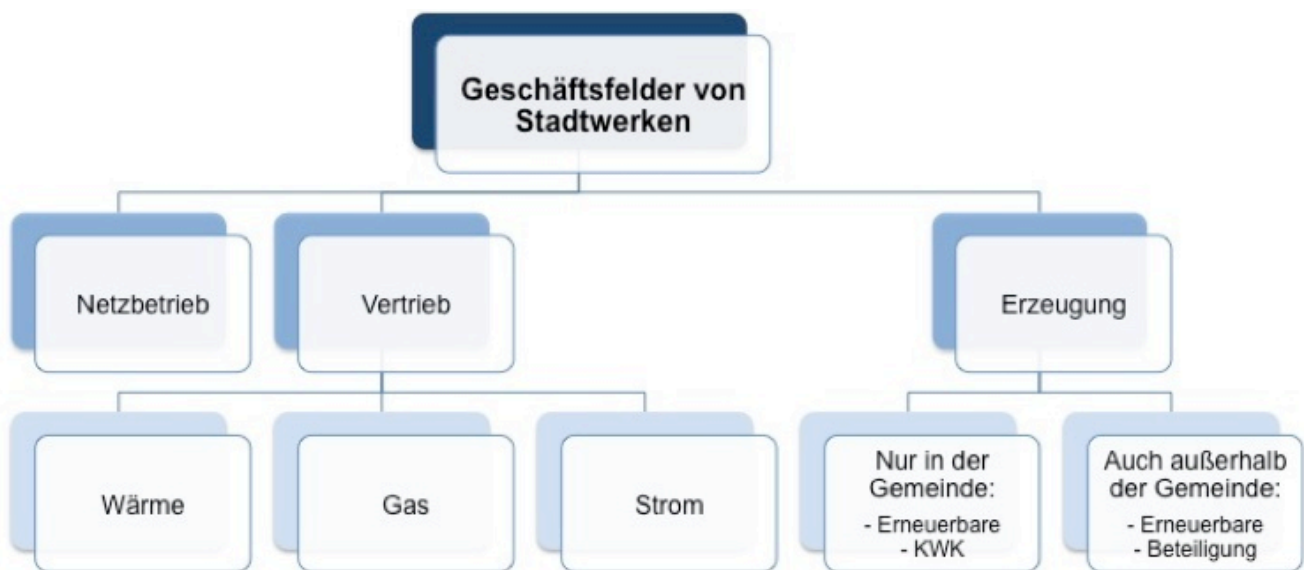 Geschäftsfelder von
Stadtwerken
Netzbetrieb
Vertrieb
Erzeugung
Wärme
Gas
Strom
Nur in der
Gemeinde:
- Erneuerbare
- KWK
Auch außerhalb
der Gemeinde:
- Erneuerbare
- Beteiligung